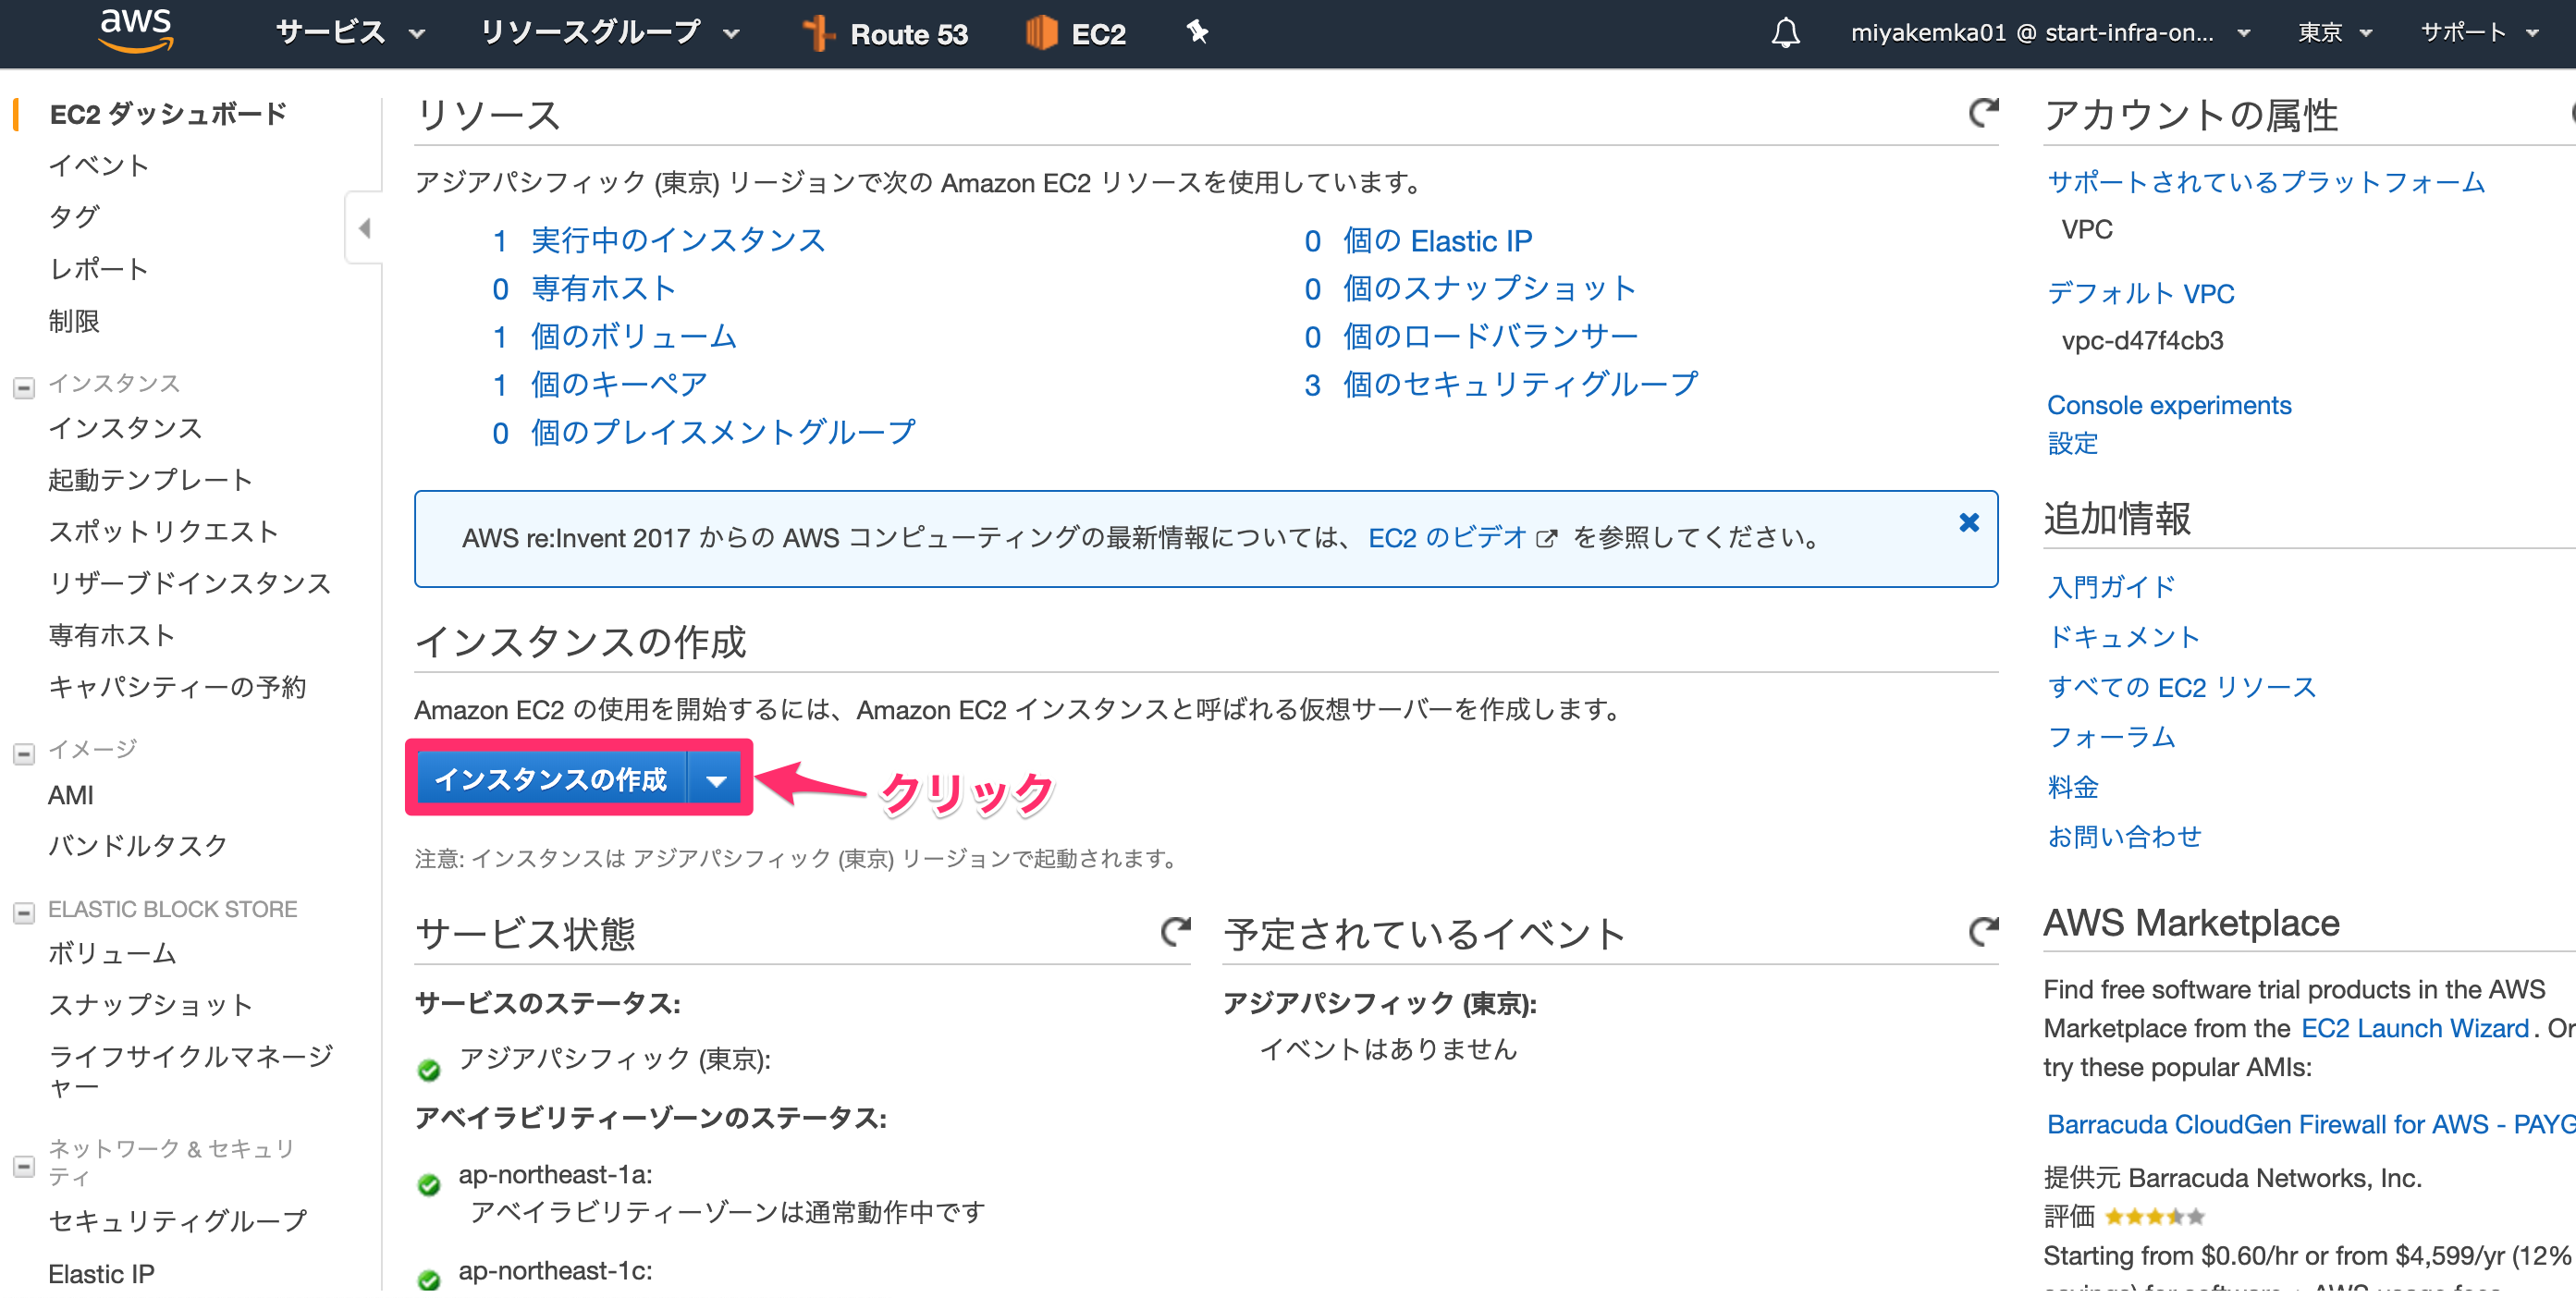 aws
サービス
リソースグループ
Route 53
EC2
miyakemka01 @ start-infra-on...
東京
サポート
EC2 ダッシュボード
イベント
タグ
レポート
制限
インスタンス
インスタンス
起動テンプレート
スポットリクエスト
リザーブドインスタンス
専有ホスト
キャパシティーの予約
イメージ
AMI
バンドルタスク
ELASTIC BLOCK STORE
ボリューム
スナップショット
ライフサイクルマネージ
ャー
ネットワーク & セキュリ
ティ
セキュリティグループ
Elastic IP
リソース
アジアパシフィック (東京) リージョンで次の Amazon EC2 リソースを使用しています。
1 実行中のインスタンス
0 専有ホスト
1 個のボリューム
1 個のキーペア
0 個のプレイスメントグループ
0 個の Elastic IP
0 個のスナップショット
0 個のロードバランサー
3 個のセキュリティグループ
AWS re:Invent 2017 からの AWS コンピューティングの最新情報については、 EC2 のビデオ を参照してください。
インスタンスの作成
Amazon EC2 の使用を開始するには、Amazon EC2 インスタンスと呼ばれる仮想サーバーを作成します。
インスタンスの作成
クリック
注意: インスタンスは アジアパシフィック (東京) リージョンで起動されます。
サービス状態
サービスのステータス:
アジアパシフィック (東京):
アベイラビリティーゾーンのステータス:
ap-northeast-1a:
アベイラビリティーゾーンは通常動作中です
ap-northeast-1c:
予定されているイベント
アジアパシフィック (東京):
イベントはありません
アカウントの属性
サポートされているプラットフォーム
VPC
デフォルト VPC
vpc-d47f4cb3
Console experiments
設定
追加情報
入門ガイド
ドキュメント
すべての EC2 リソース
フォーラム
料金
お問い合わせ
AWS Marketplace
Find free software trial products in the AWS
Marketplace from the EC2 Launch Wizard. Or
try these popular AMIs:
Barracuda CloudGen Firewall for AWS - PAYG
提供元 Barracuda Networks, Inc.
評価
Starting from $0.60/hr or from $4,599/yr (12%